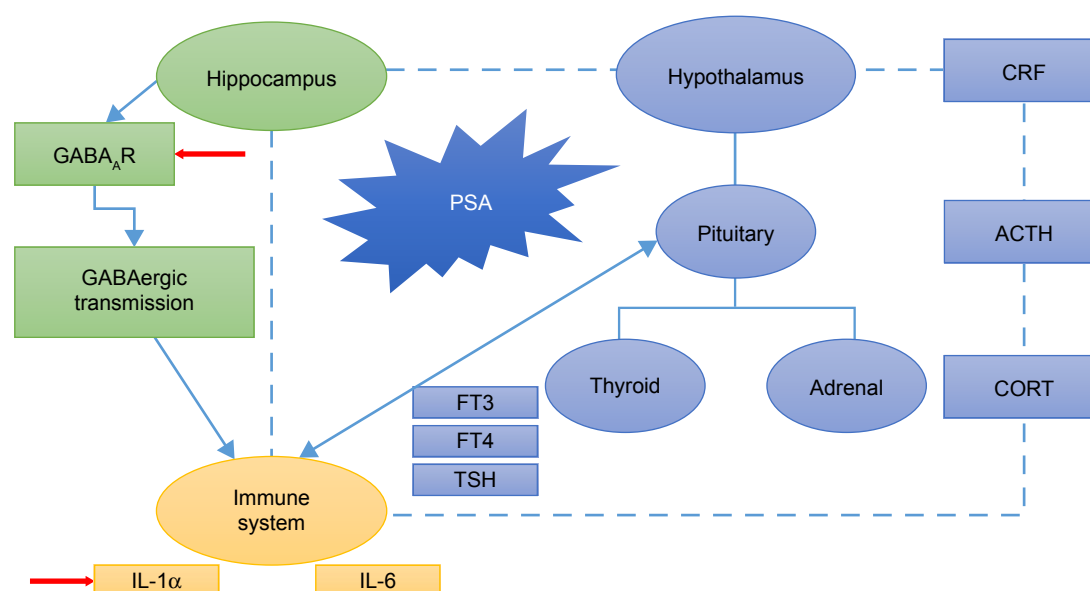 Hippocampus
Hypothalamus
CRF
GABA_AR
PSA
Pituitary
ACTH
GABAergic
transmission
Thyroid
Adrenal
CORT
FT3
FT4
TSH
Immune
system
IL-1α
IL-6